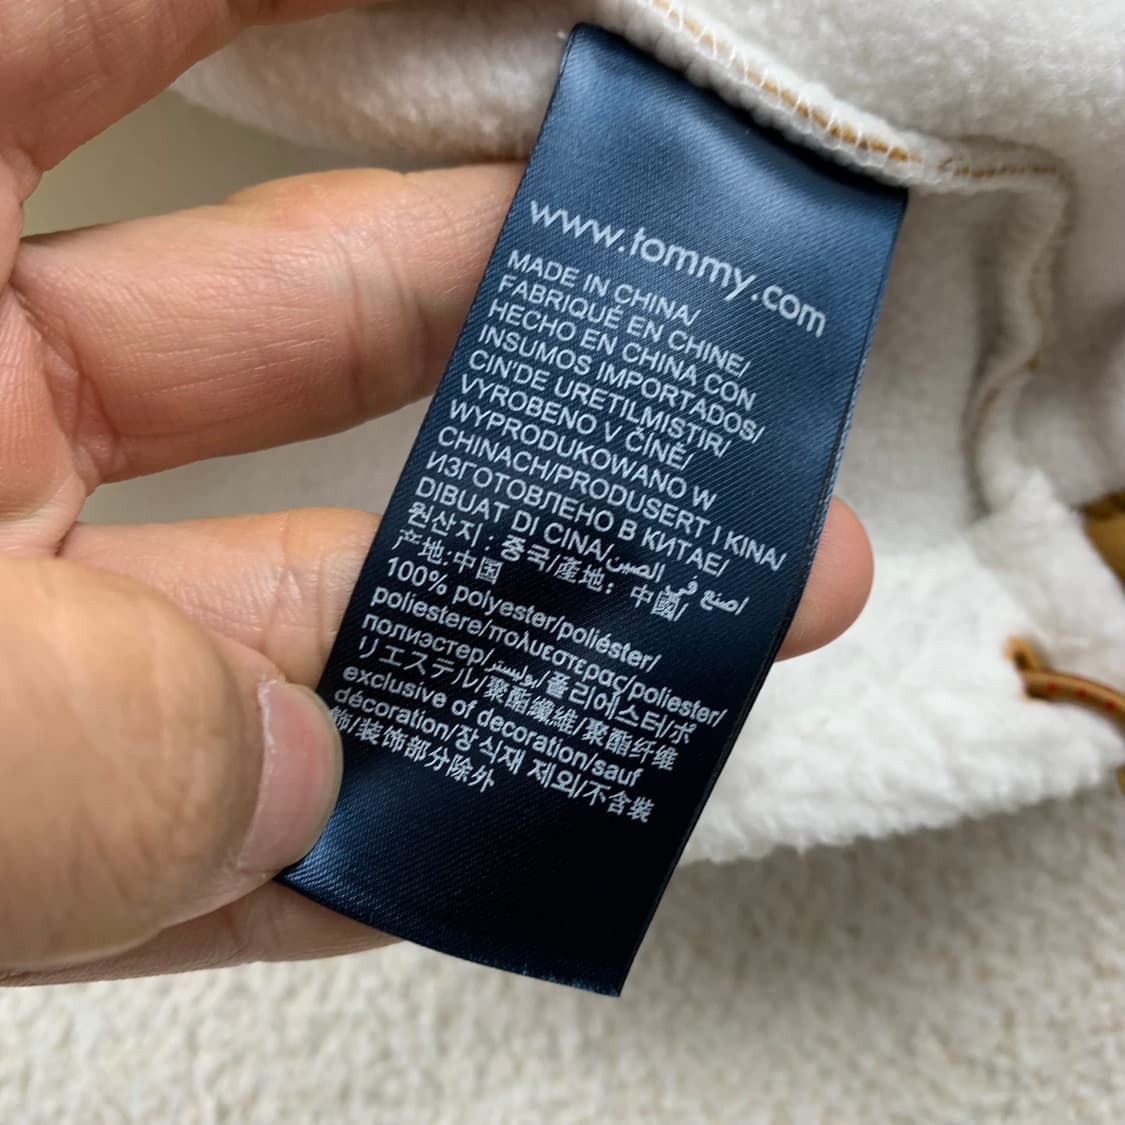 www.tommy.com
MADE IN CHINA/
FABRIQUÉ EN CHINE/
HECHO EN CHINA CON
INSUMOS IMPORTADOS/
CIN'DE URETILMISTIR/
VYROBENO V ČÍNĚ/
WYPRODUKOWANO W
CHINACH/PRODUSERT I KINA/
ИЗГОТОВЛЕНО В КИТАЕ/
DIBUAT DI CINA/صنع في الصين/
원산지 : 중국/產地: 中國/
产地:中国
100% polyester/poliéster/
poliestere/πολυεστερας/poliester/
полиэстер/بوليستر/폴리에스터/ポ
リエステル/聚酯纖維/聚酯纤维
exclusive of decoration/sauf
décoration/장식재 제외/不含裝
飾/装饰部分除外